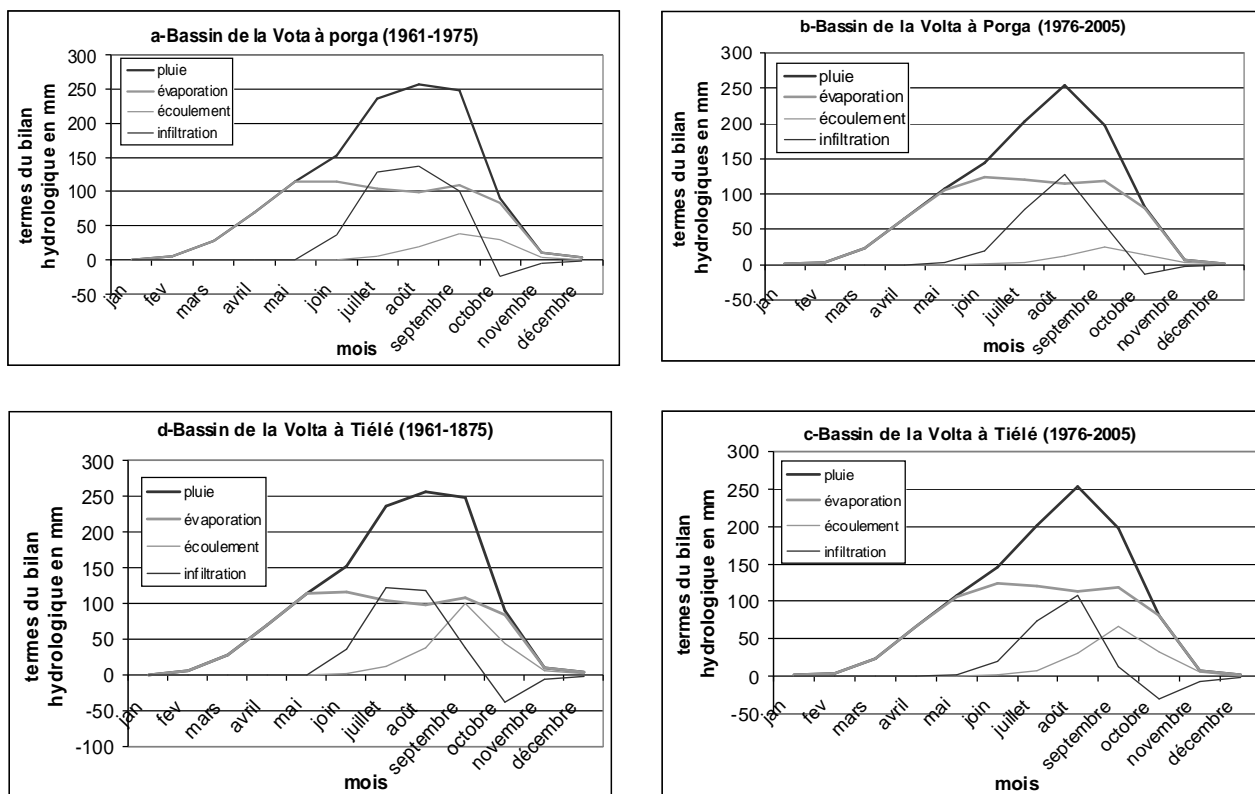 a-Bassin de la Vota à porga (1961-1975)
termes du bilan
hydrologique en mm
300
250
200
150
100
50
0
-50
pluie
évaporation
écoulement
infiltration
jan
fev
mars
avril
mai
join
juillet
août
septembre
octobre
novembre
décembre
mois
b-Bassin de la Volta à Porga (1976-2005)
termes du bilan
hydrologiques en mm
300
250
200
150
100
50
0
-50
pluie
évaporation
écoulement
infiltration
jan
fev
mars
avril
mai
join
juillet
août
septembre
octobre
novembre
décembre
mois
d-Bassin de la Volta à Tiélé (1961-1875)
termes du bilan
hydrologique en mm
300
250
200
150
100
50
0
-50
-100
pluie
évaporation
écoulement
infiltration
jan
fev
mars
avril
mai
join
juillet
août
septembre
octobre
novembre
décembre
mois
c-Bassin de la Volta à Tiélé (1976-2005)
termes du bilan
hydrologique en mm
300
250
200
150
100
50
0
-50
pluie
évaporation
écoulement
infiltration
jan
fev
mars
avril
mai
join
juillet
août
septembre
octobre
novembre
décembre
mois